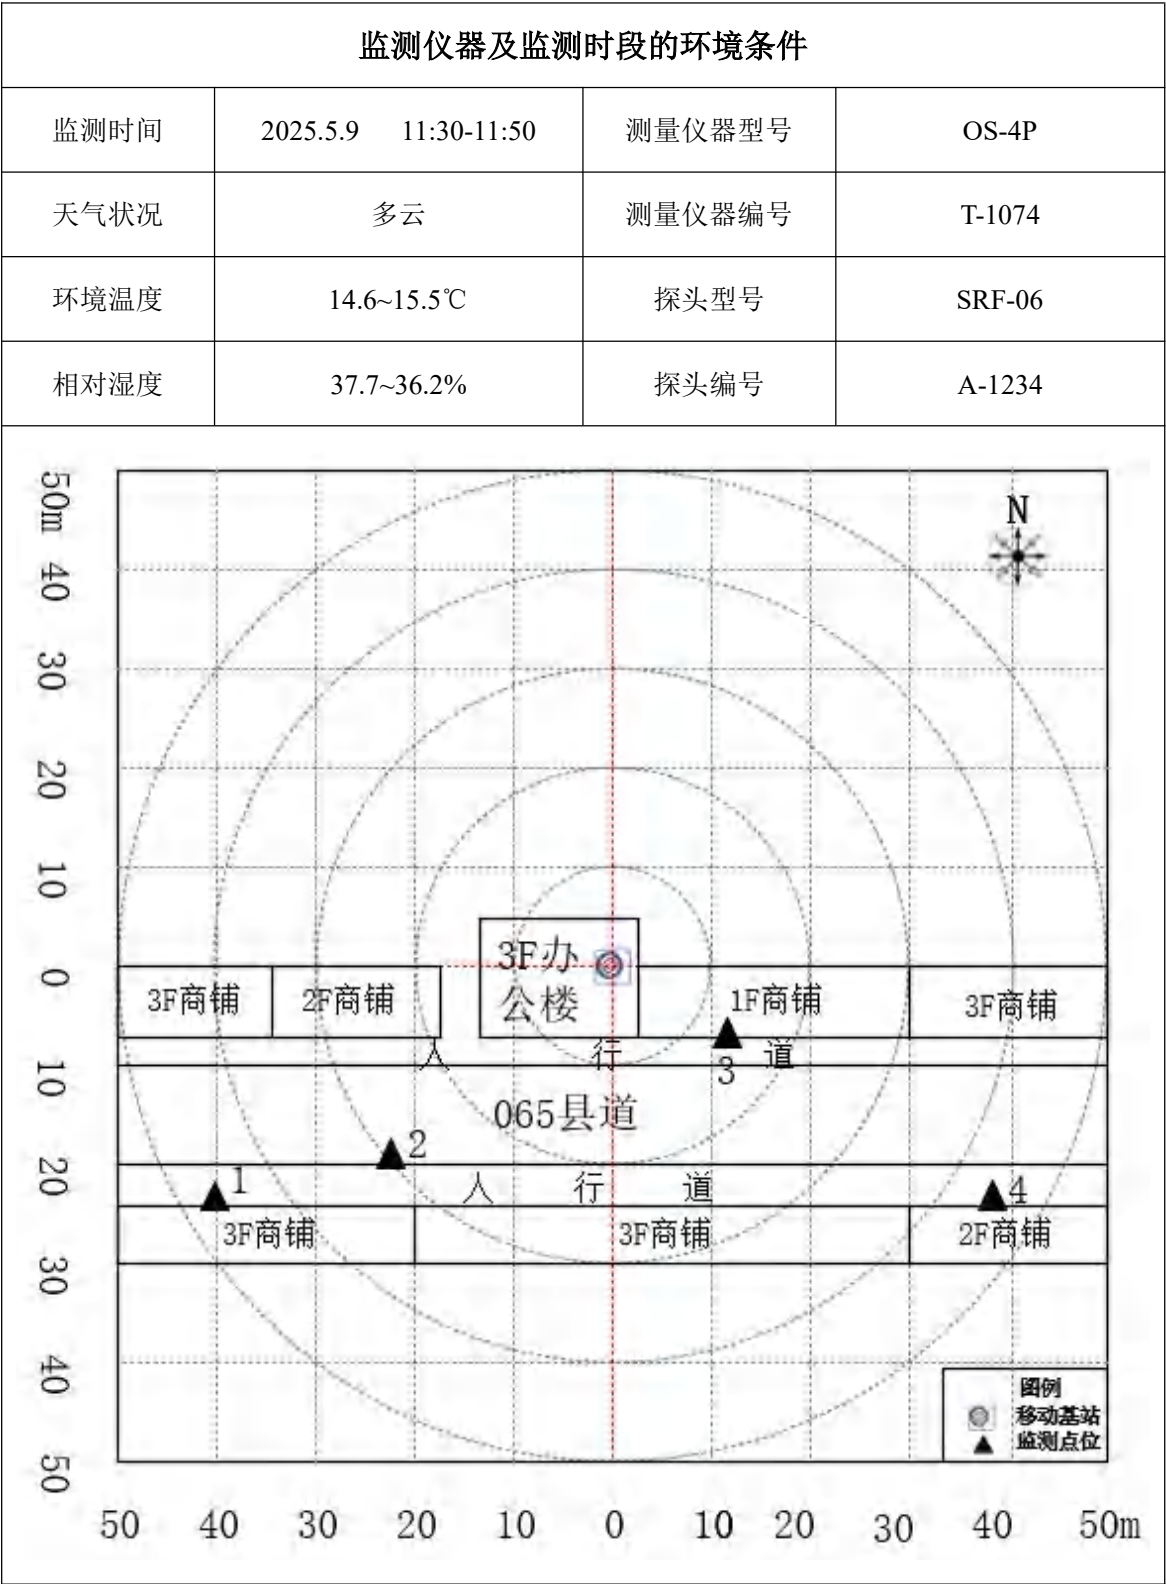 监测仪器及监测时段的环境条件
监测时间 2025.5.9 11:30-11:50 测量仪器型号 OS-4P
天气状况 多云 测量仪器编号 T-1074
环境温度 14.6~15.5℃ 探头型号 SRF-06
相对湿度 37.7~36.2% 探头编号 A-1234
50m
40
30
20
10
0
10
20
30
40
50
N
3F办
公楼
3F商铺 2F商铺 1F商铺 3F商铺
人 行 道
3
065县道
2
1
人 行 道
4
3F商铺 3F商铺 2F商铺
图例
移动基站
监测点位
50 40 30 20 10 0 10 20 30 40 50m